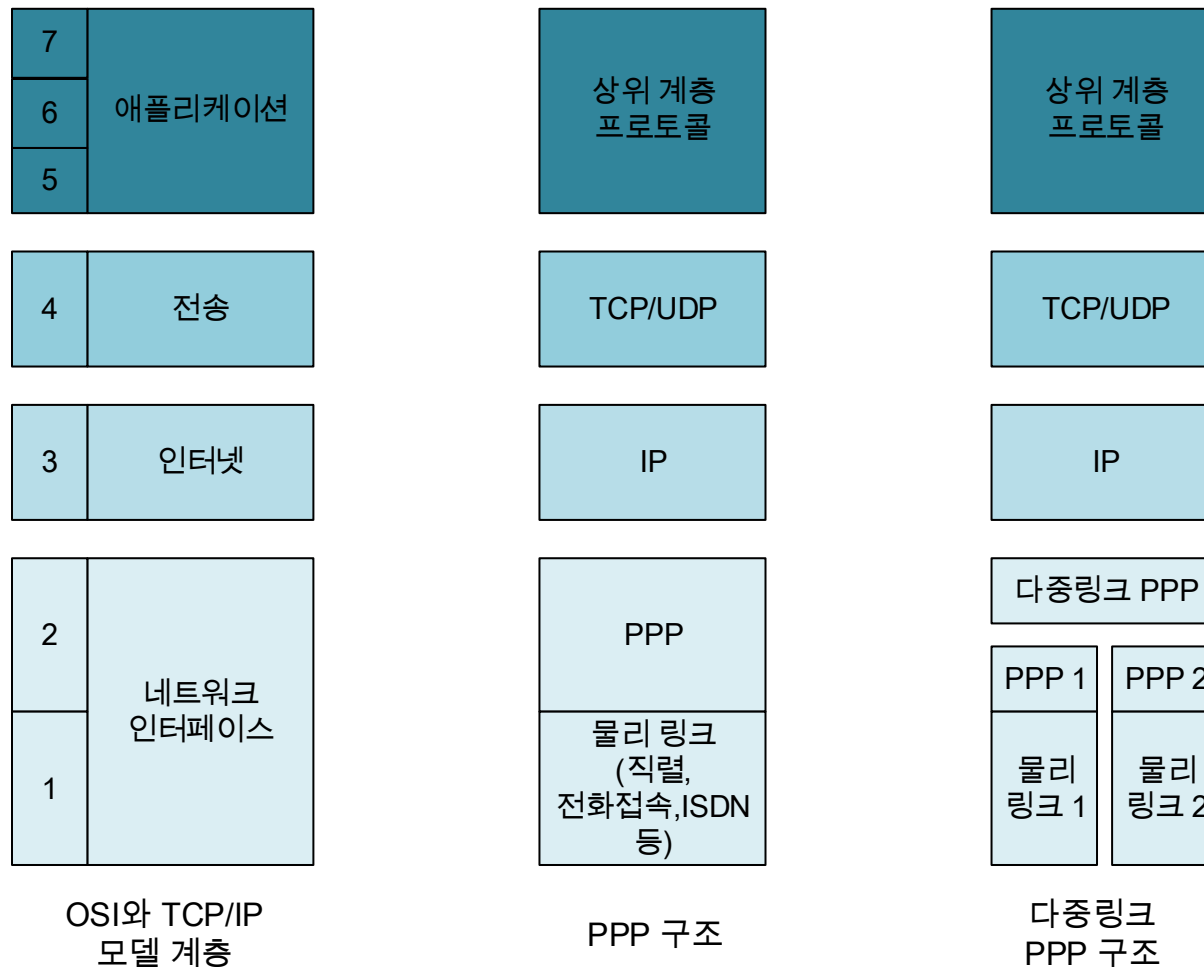 7
6
5
애플리케이션
4
전송
3
인터넷
2
1
네트워크
인터페이스
OSI와 TCP/IP
모델 계층
상위 계층
프로토콜
TCP/UDP
IP
PPP
물리 링크
(직렬,
전화접속,ISDN
등)
PPP 구조
상위 계층
프로토콜
TCP/UDP
IP
다중링크 PPP
PPP 1
PPP 2
물리
링크 1
물리
링크 2
다중링크
PPP 구조